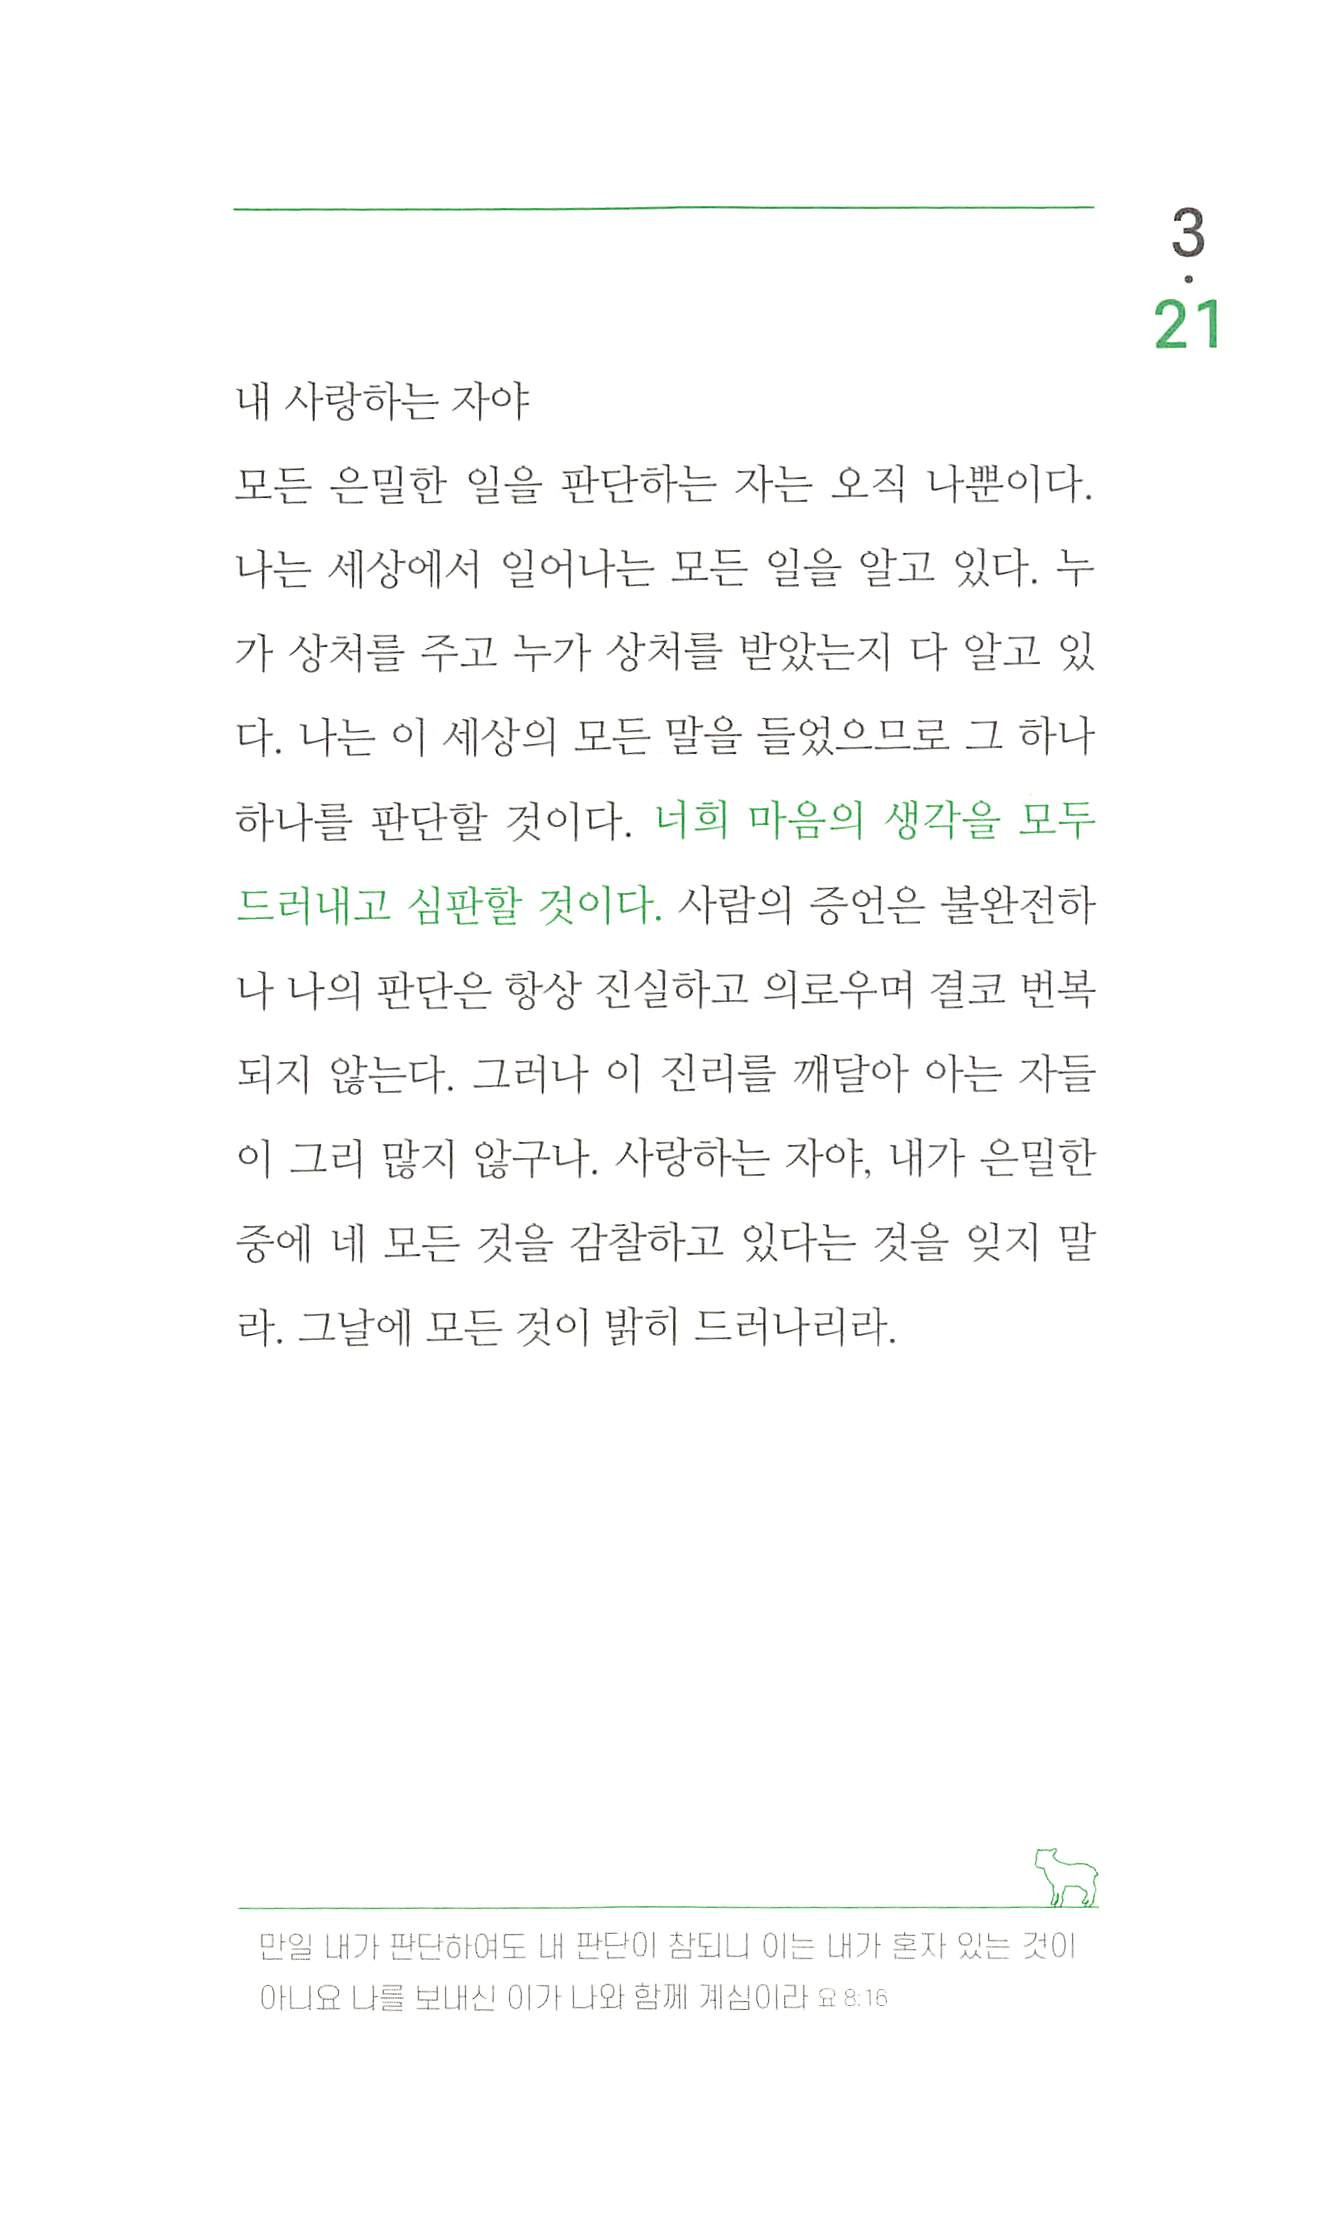 3
·
21
내 사랑하는 자야
모든 은밀한 일을 판단하는 자는 오직 나뿐이다.
나는 세상에서 일어나는 모든 일을 알고 있다. 누
가 상처를 주고 누가 상처를 받았는지 다 알고 있
다. 나는 이 세상의 모든 말을 들었으므로 그 하나
하나를 판단할 것이다. 너희 마음의 생각을 모두
드러내고 심판할 것이다. 사람의 증언은 불완전하
나 나의 판단은 항상 진실하고 의로우며 결코 번복
되지 않는다. 그러나 이 진리를 깨달아 아는 자들
이 그리 많지 않구나. 사랑하는 자야, 내가 은밀한
중에 네 모든 것을 감찰하고 있다는 것을 잊지 말
라. 그날에 모든 것이 밝히 드러나리라.
만일 내가 판단하여도 내 판단이 참되니 이는 내가 혼자 있는 것이
아니요 나를 보내신 이가 나와 함께 계심이라 요 8:16